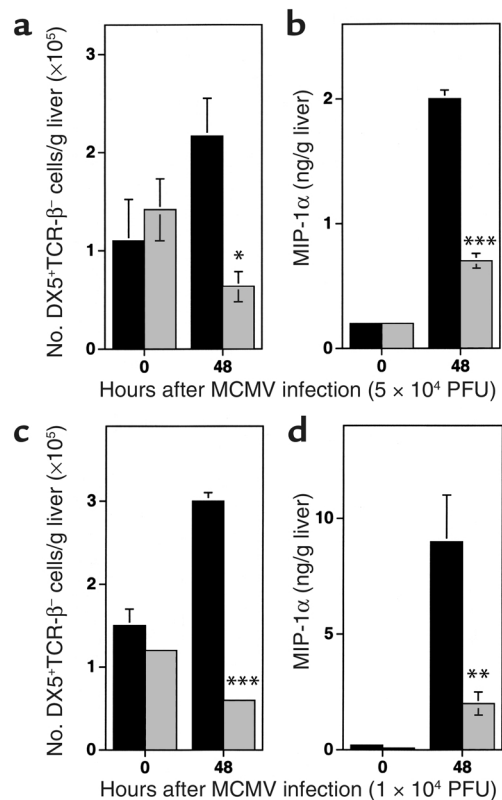 a
No. DX5⁺TCR-β⁻ cells/g liver (×10⁵)
3
2
1
0
*
0 48
b
MIP-1α (ng/g liver)
2
1
0
***
0 48
Hours after MCMV infection (5 × 10⁴ PFU)
c
No. DX5⁺TCR-β⁻ cells/g liver (×10⁵)
3
2
1
0
***
0 48
d
MIP-1α (ng/g liver)
10
5
0
**
0 48
Hours after MCMV infection (1 × 10⁴ PFU)